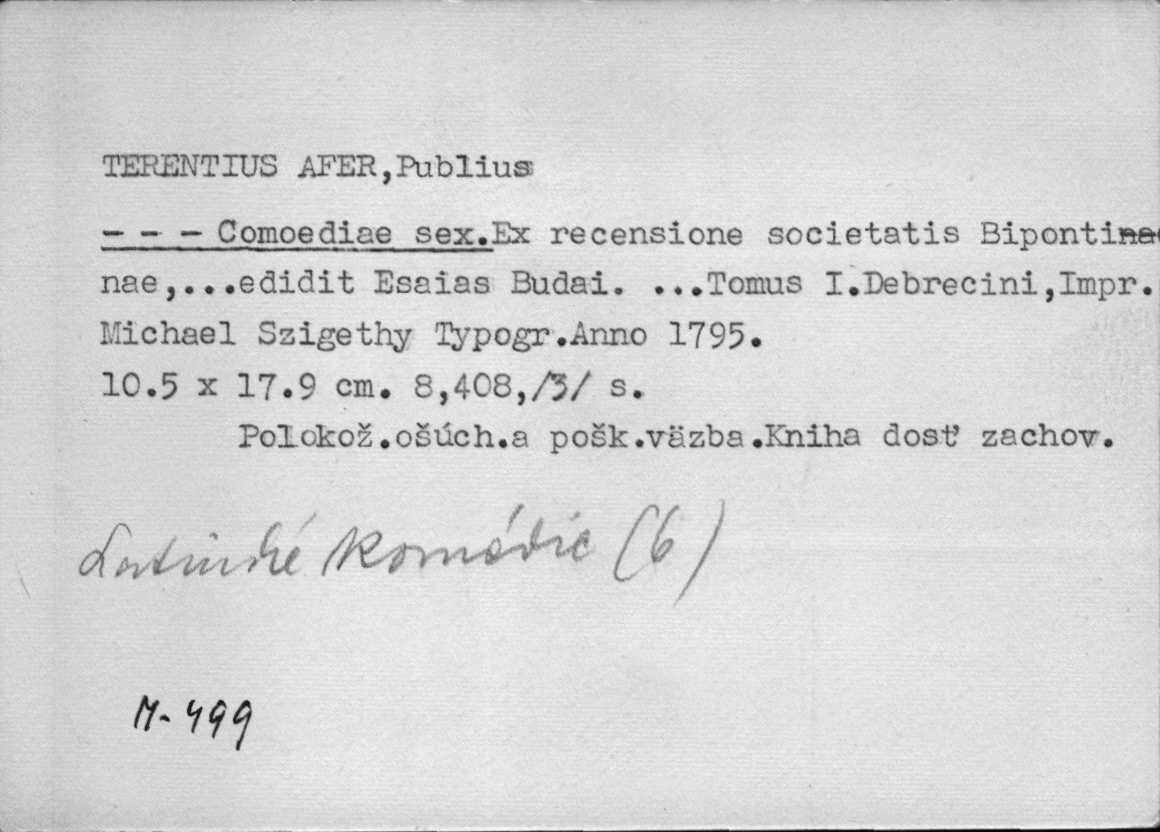 TERENTIUS AFER,Publius
- - - Comoediae sex.Ex recensione societatis Bipontinae
nae,...edidit Esaias Budai. ...Tomus I.Debrecini,Impr.
Michael Szigethy Typogr.Anno 1795.
10.5 x 17.9 cm. 8,408,/3/ s.
Polokož.ošúch.a pošk.väzba.Kniha dosť zachov.
Latinské komédie (6)
M-499